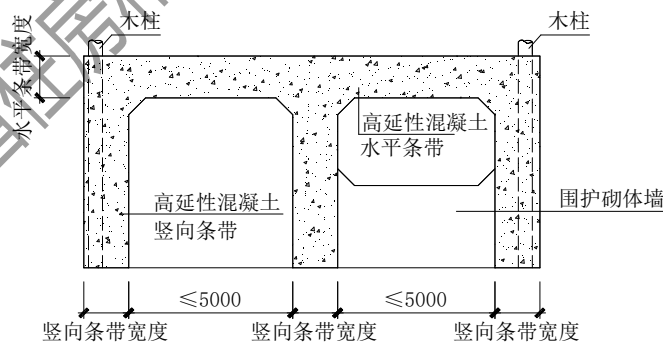 木柱
木柱
水平条带宽度
高延性混凝土
水平条带
高延性混凝土
竖向条带
围护砌体墙
≤5000
≤5000
竖向条带宽度
竖向条带宽度
竖向条带宽度